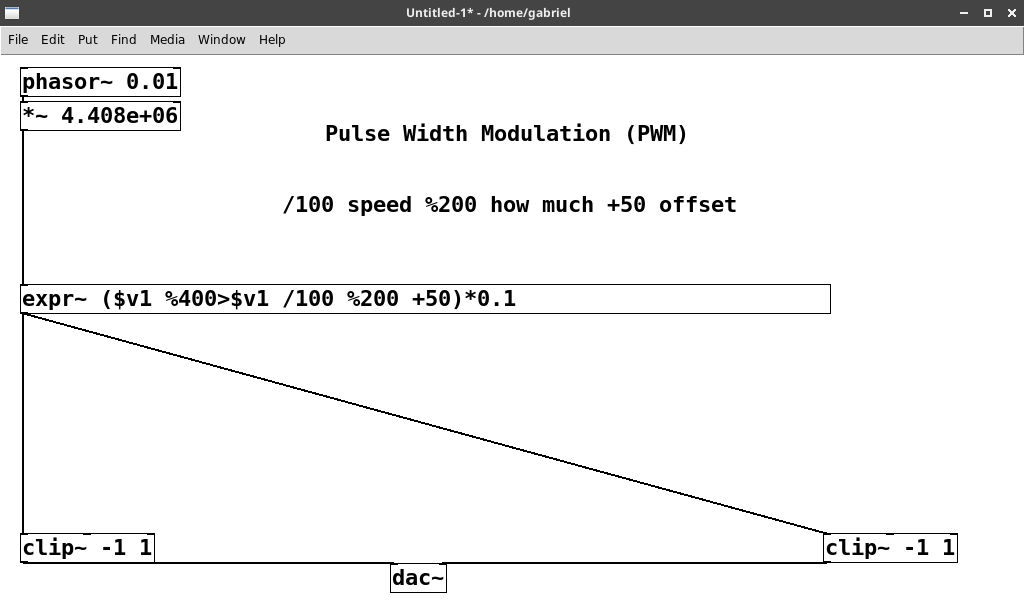 Untitled-1* - /home/gabriel
File Edit Put Find Media Window Help
phasor~ 0.01
*~ 4.408e+06
Pulse Width Modulation (PWM)
/100 speed %200 how much +50 offset
expr~ ($v1 %400>$v1 /100 %200 +50)*0.1
clip~ -1 1
clip~ -1 1
dac~